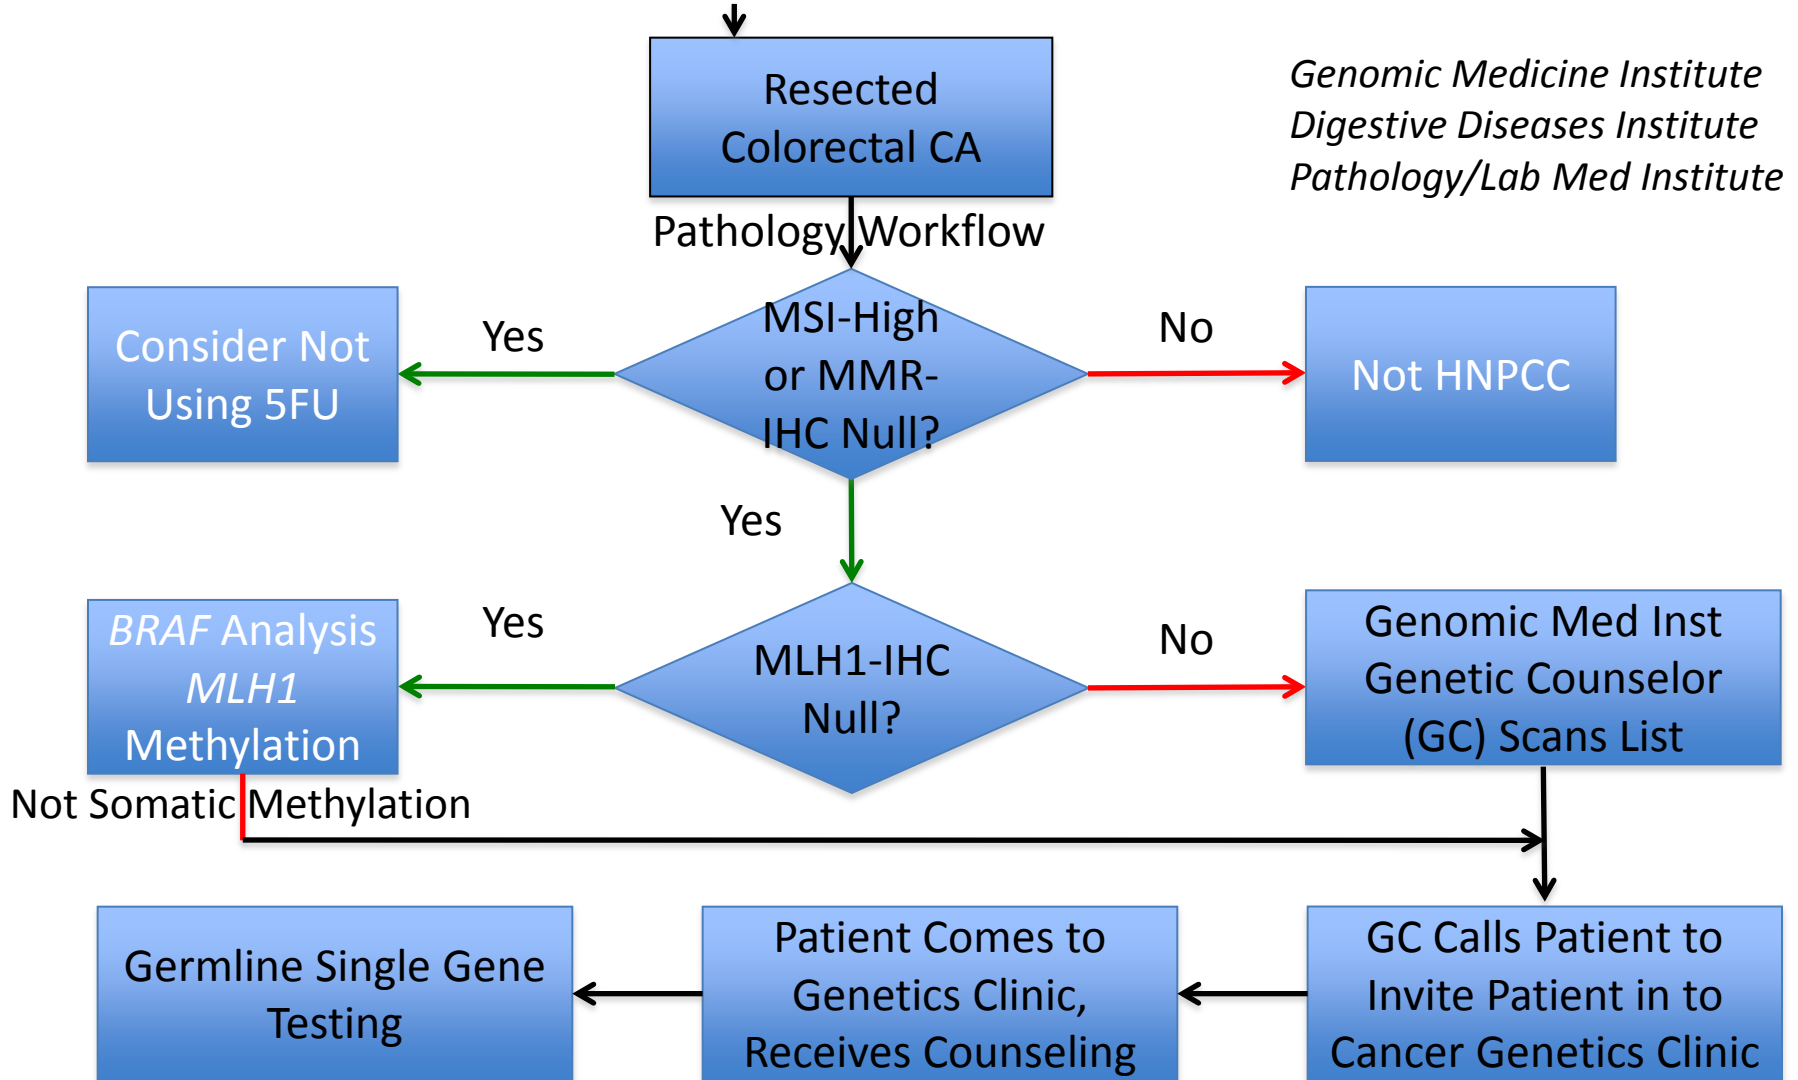 Resected
Colorectal CA
Genomic Medicine Institute
Digestive Diseases Institute
Pathology/Lab Med Institute
Pathology Workflow
Consider Not
Using 5FU
Yes
MSI-High
or MMR-
IHC Null?
No
Not HNPCC
Yes
BRAF Analysis
MLH1
Methylation
Yes
MLH1-IHC
Null?
No
Genomic Med Inst
Genetic Counselor
(GC) Scans List
Not Somatic Methylation
Germline Single Gene
Testing
Patient Comes to
Genetics Clinic,
Receives Counseling
GC Calls Patient to
Invite Patient in to
Cancer Genetics Clinic